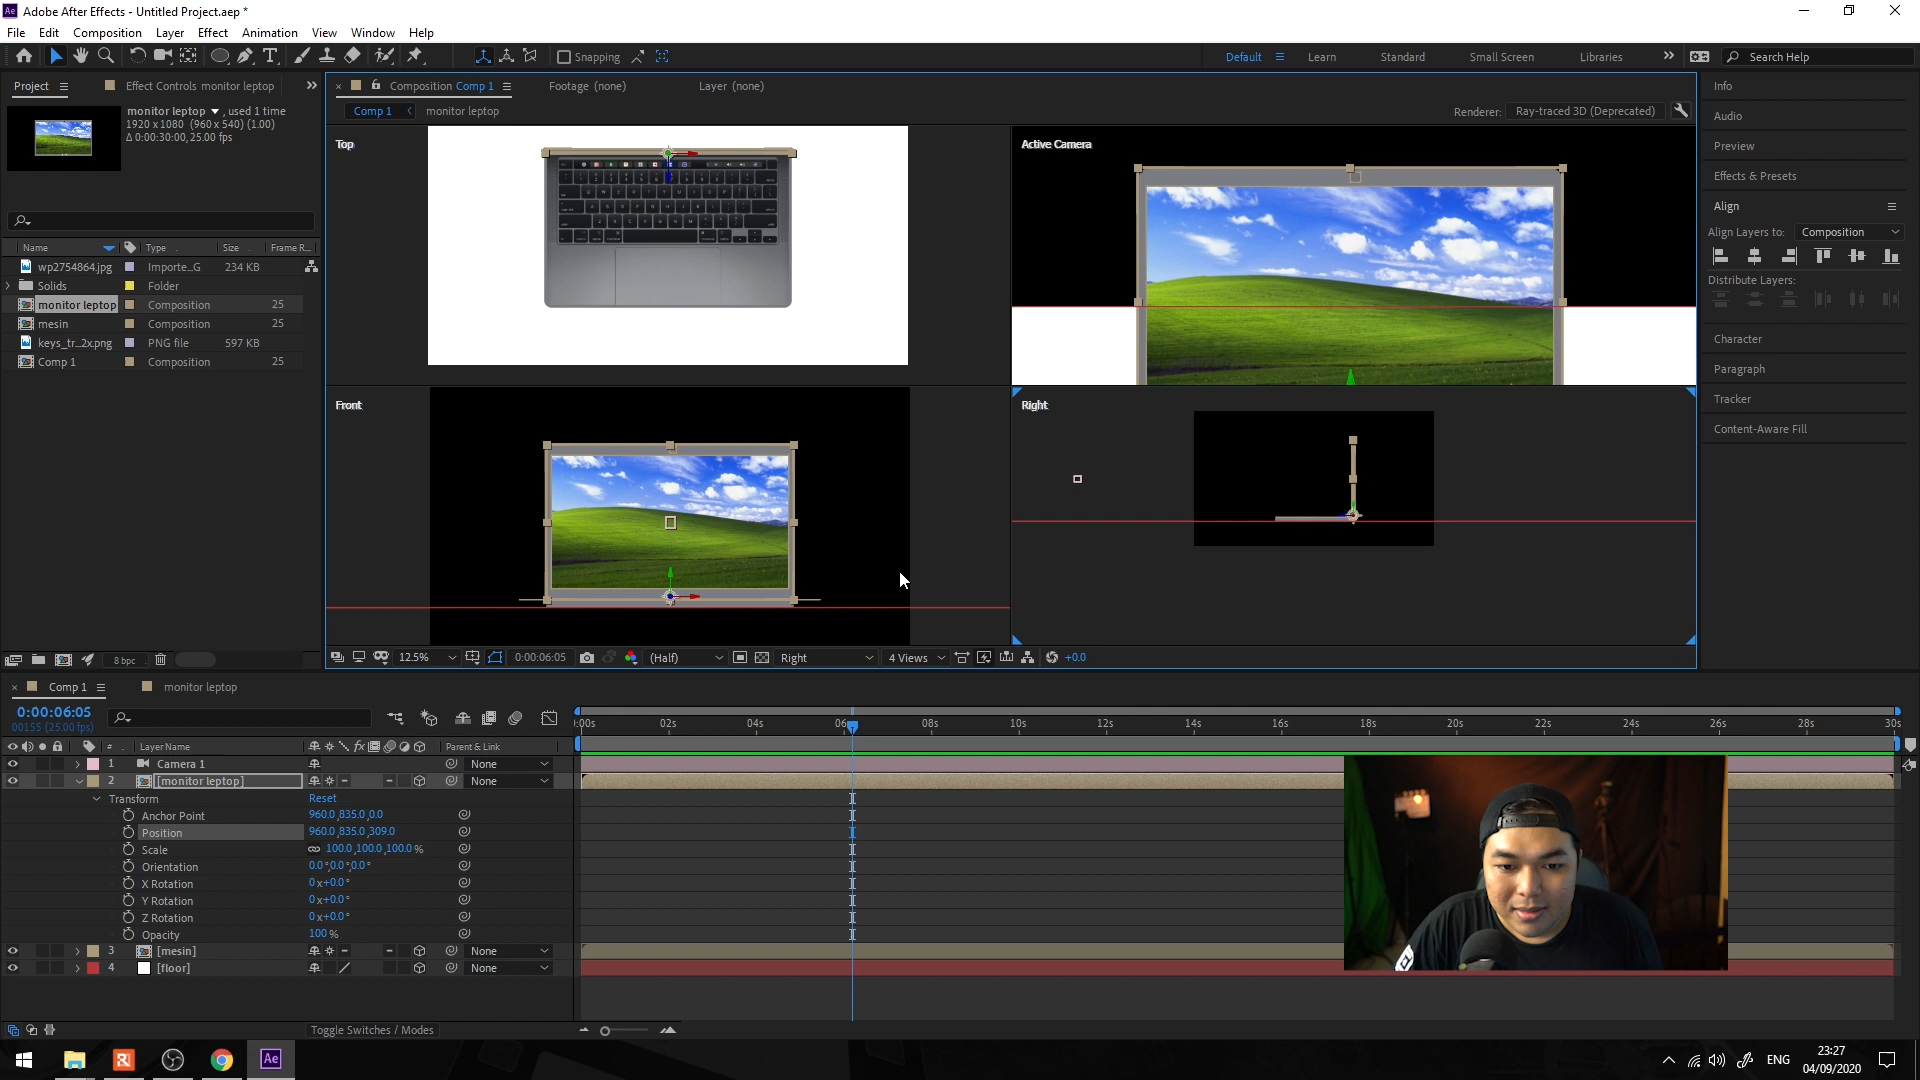 Ae Adobe After Effects - Untitled Project.aep *
File Edit Composition Layer Effect Animation View Window Help
Snapping
Default Learn Standard Small Screen Libraries Search Help
Project Effect Controls monitor leptop
monitor leptop , used 1 time
1920 x 1080 (960 x 540) (1.00)
Δ 0:00:30:00, 25.00 fps
Name Type Size Frame R...
wp2754864.jpg Importe...G 234 KB
Solids Folder
monitor leptop Composition 25
mesin Composition 25
keys_tr...2x.png PNG file 597 KB
Comp 1 Composition 25
8 bpc
Composition Comp 1 Footage (none) Layer (none)
Comp 1 monitor leptop
Renderer: Ray-traced 3D (Deprecated)
Top
Active Camera
Front
Right
12.5% 0:00:06:05 (Half) Right 4 Views +0.0
Info
Audio
Preview
Effects & Presets
Align
Align Layers to: Composition
Distribute Layers:
Character
Paragraph
Tracker
Content-Aware Fill
Comp 1 monitor leptop
0:00:06:05
00155 (25.00 fps)
:00s 02s 04s 06s 08s 10s 12s 14s 16s 18s 20s 22s 24s 26s 28s 30s
# Layer Name fx Parent & Link
1 Camera 1 None
2 [monitor leptop] None
Transform Reset
Anchor Point 960.0,835.0,0.0
Position 960.0,835.0,309.0
Scale 100.0,100.0,100.0 %
Orientation 0.0°,0.0°,0.0°
X Rotation 0x+0.0°
Y Rotation 0x+0.0°
Z Rotation 0x+0.0°
Opacity 100 %
3 [mesin] None
4 [floor] None
Toggle Switches / Modes
Ae
ENG
23:27
04/09/2020